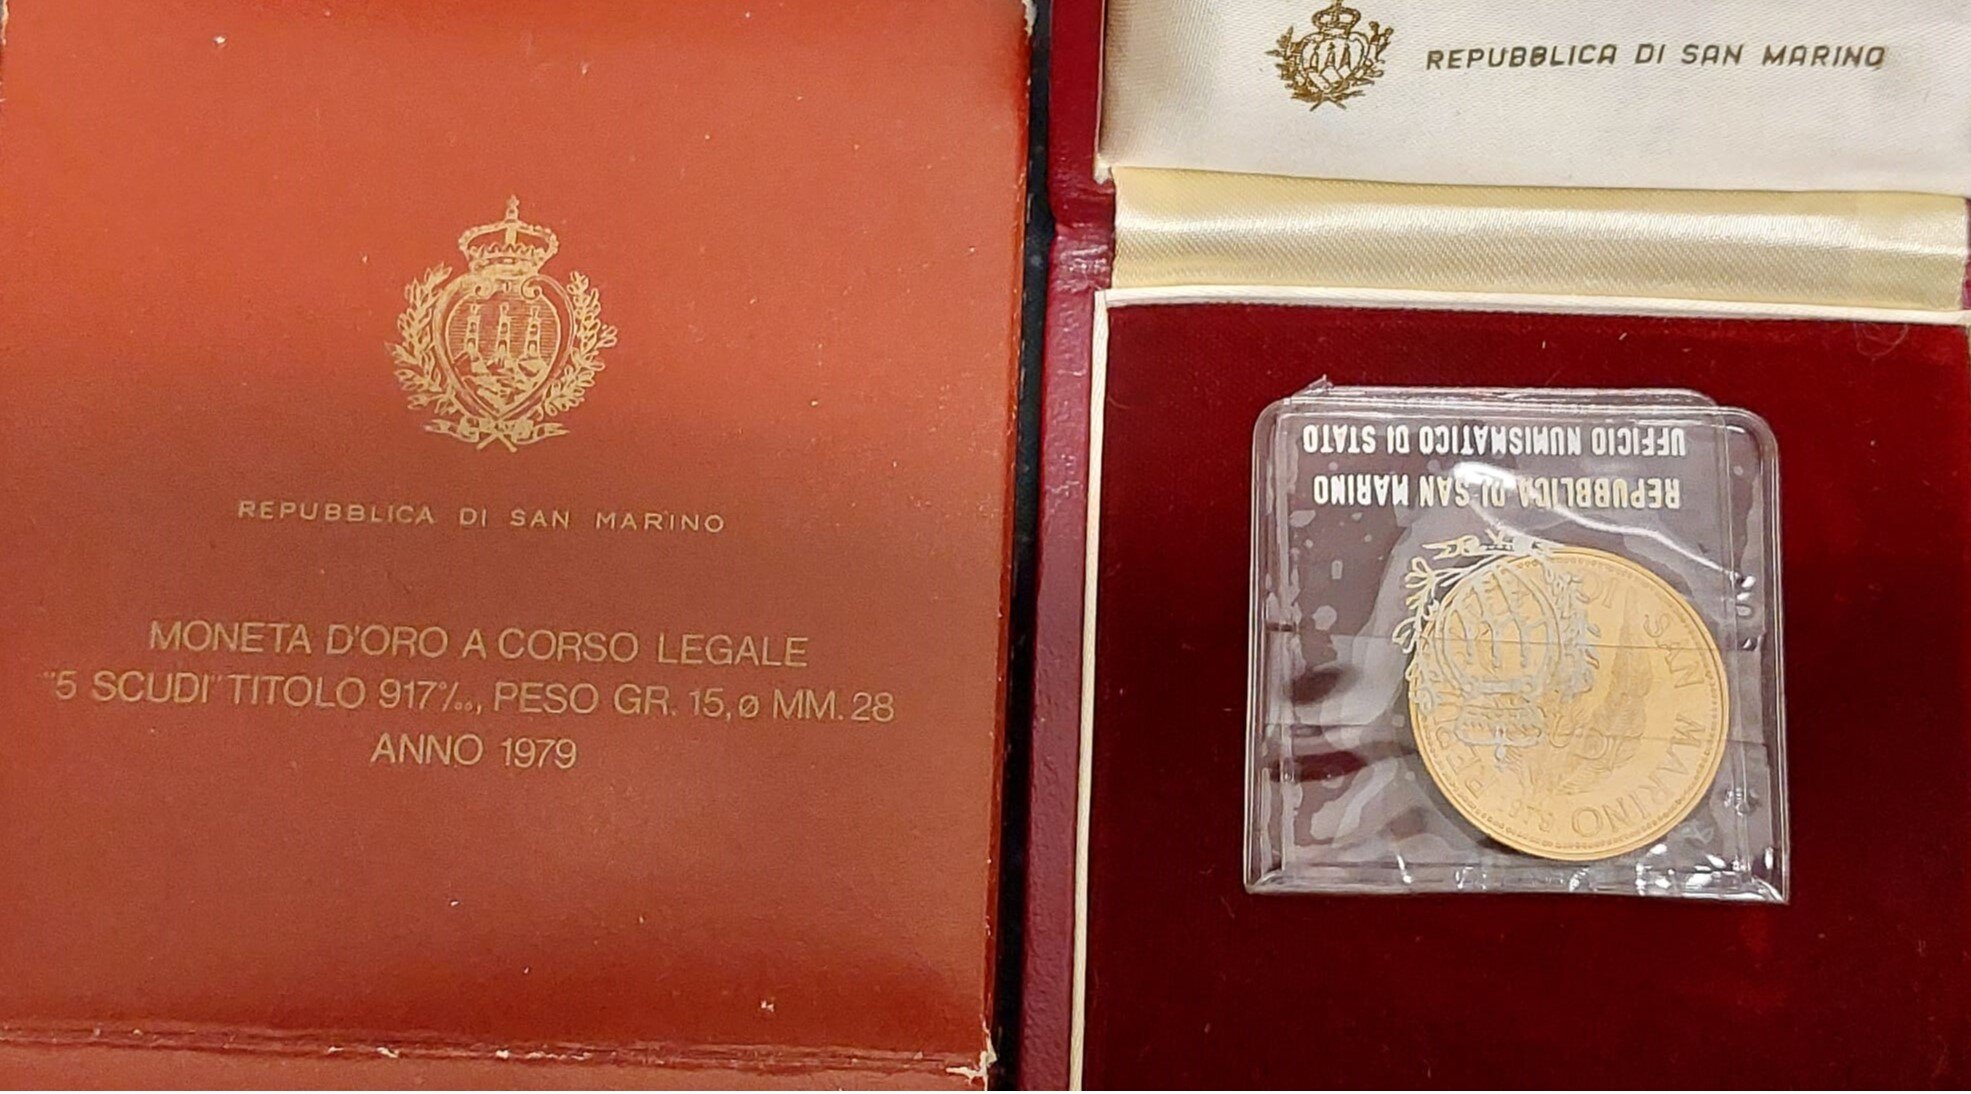 REPUBBLICA DI SAN MARINO
MONETA D'ORO A CORSO LEGALE
"5 SCUDI" TITOLO 917‰, PESO GR. 15, ø MM. 28
ANNO 1979
REPUBBLICA DI SAN MARINO
REPUBBLICA DI SAN MARINO
UFFICIO NUMISMATICO DI STATO
SAN MARINO